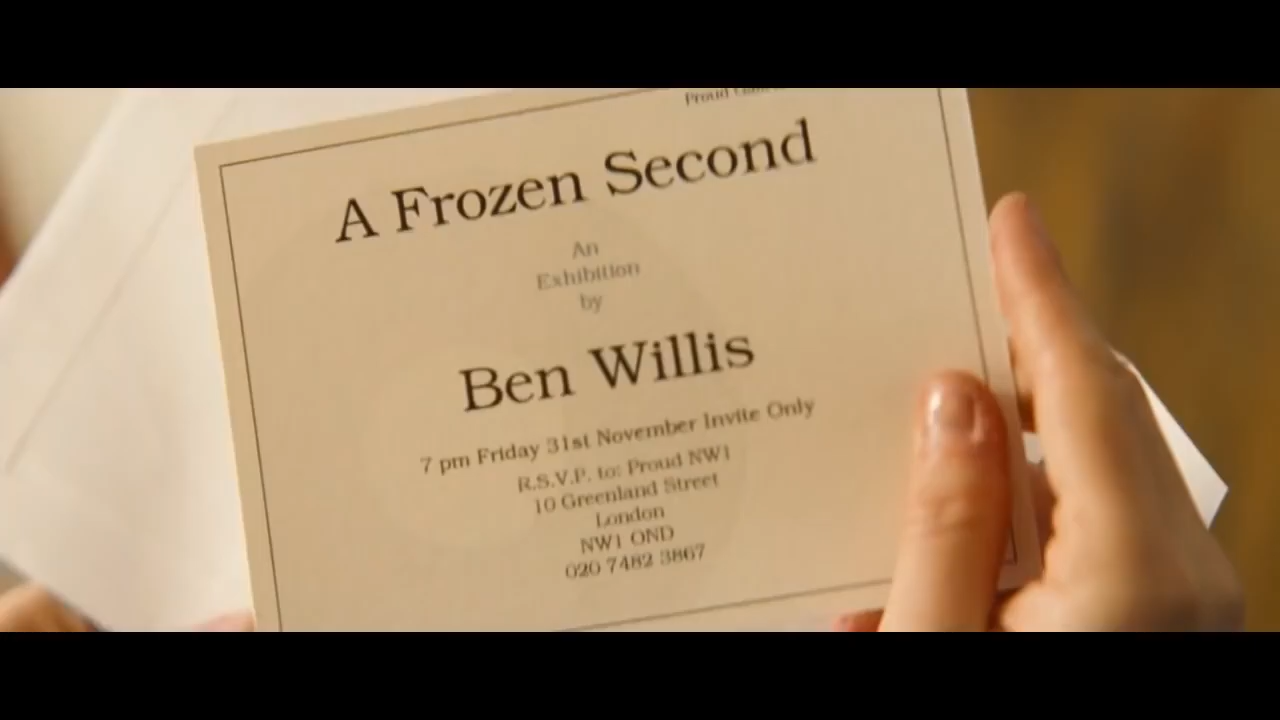 Proud
A Frozen Second
An
Exhibition
by
Ben Willis
7 pm Friday 31st November Invite Only
R.S.V.P. to: Proud NW1
10 Greenland Street
London
NW1 OND
020 7482 3867